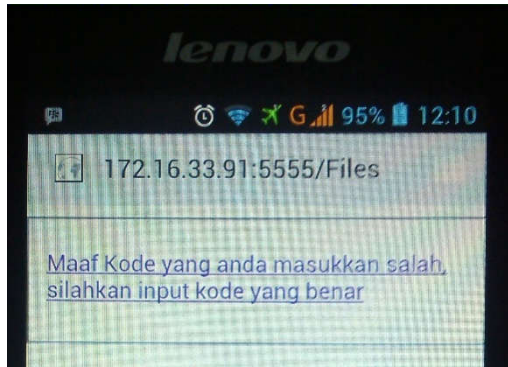 lenovo
G 95% 12:10
172.16.33.91:5555/Files
Maaf Kode yang anda masukkan salah,
silahkan input kode yang benar